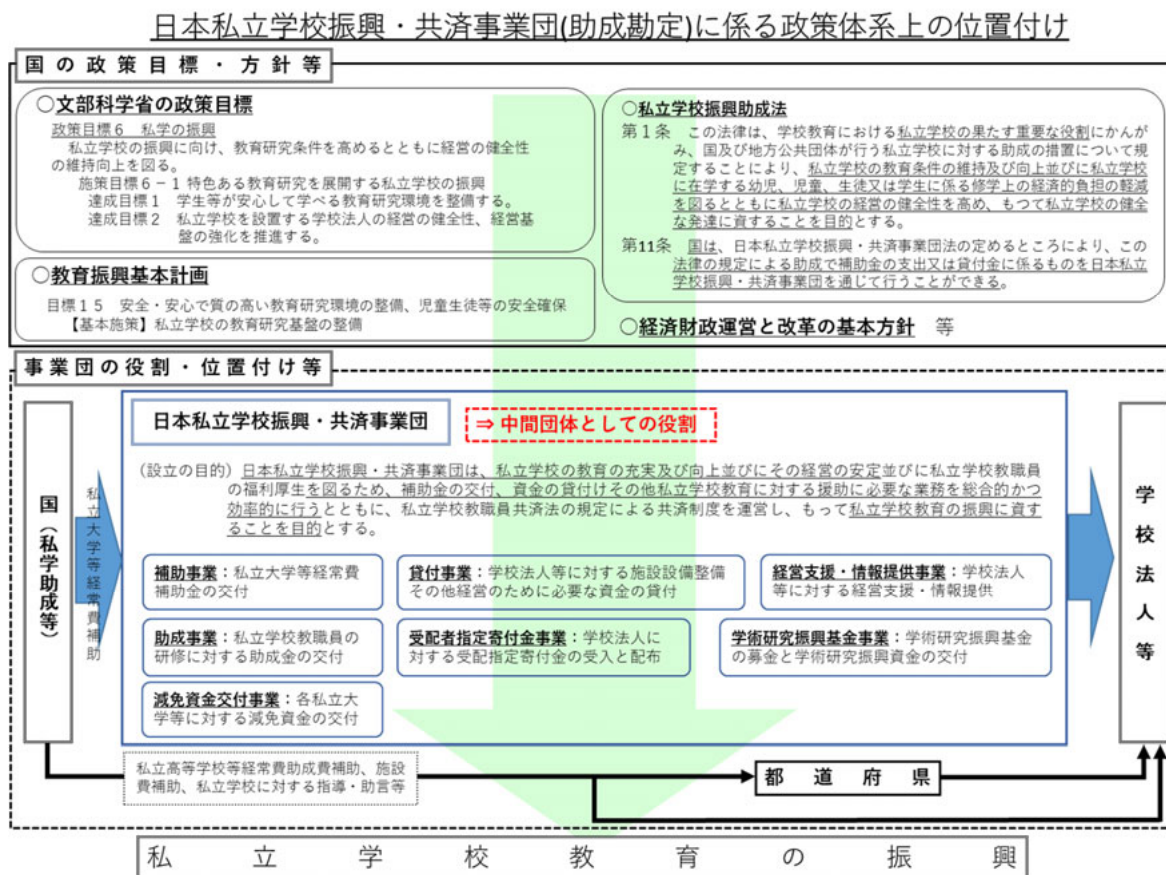 日本私立学校振興・共済事業団(助成勘定)に係る政策体系上の位置付け
国の政策目標・方針等
○文部科学省の政策目標
政策目標６　私学の振興
私立学校の振興に向け、教育研究条件を高めるとともに経営の健全性
の維持向上を図る。
施策目標６－１ 特色ある教育研究を展開する私立学校の振興
達成目標１　学生等が安心して学べる教育研究環境を整備する。
達成目標２　私立学校を設置する学校法人の経営の健全性、経営基
盤の強化を推進する。
○教育振興基本計画
目標１５　安全・安心で質の高い教育研究環境の整備、児童生徒等の安全確保
【基本施策】私立学校の教育研究基盤の整備
○私立学校振興助成法
第１条　この法律は、学校教育における私立学校の果たす重要な役割にかんが
み、国及び地方公共団体が行う私立学校に対する助成の措置について規
定することにより、私立学校の教育条件の維持及び向上並びに私立学校
に在学する幼児、児童、生徒又は学生に係る修学上の経済的負担の軽減
を図るとともに私立学校の経営の健全性を高め、もつて私立学校の健全
な発達に資することを目的とする。
第11条　国は、日本私立学校振興・共済事業団法の定めるところにより、この
法律の規定による助成で補助金の支出又は貸付金に係るものを日本私立
学校振興・共済事業団を通じて行うことができる。
○経済財政運営と改革の基本方針　等
事業団の役割・位置付け等
国（私学助成等）
私立大学等経常費補助
日本私立学校振興・共済事業団
⇒ 中間団体としての役割
（設立の目的）日本私立学校振興・共済事業団は、私立学校の教育の充実及び向上並びにその経営の安定並びに私立学校教職員
の福利厚生を図るため、補助金の交付、資金の貸付けその他私立学校教育に対する援助に必要な業務を総合的かつ
効率的に行うとともに、私立学校教職員共済法の規定による共済制度を運営し、もって私立学校教育の振興に資す
ることを目的とする。
補助事業：私立大学等経常費
補助金の交付
貸付事業：学校法人等に対する施設設備整備
その他経営のために必要な資金の貸付
経営支援・情報提供事業：学校法人
等に対する経営支援・情報提供
助成事業：私立学校教職員の
研修に対する助成金の交付
受配者指定寄付金事業：学校法人に
対する受配指定寄付金の受入と配布
学術研究振興基金事業：学術研究振興基金
の募金と学術研究振興資金の交付
減免資金交付事業：各私立大
学等に対する減免資金の交付
学校法人等
私立高等学校等経常費助成費補助、施設
費補助、私立学校に対する指導・助言等
都道府県
私立学校教育の振興